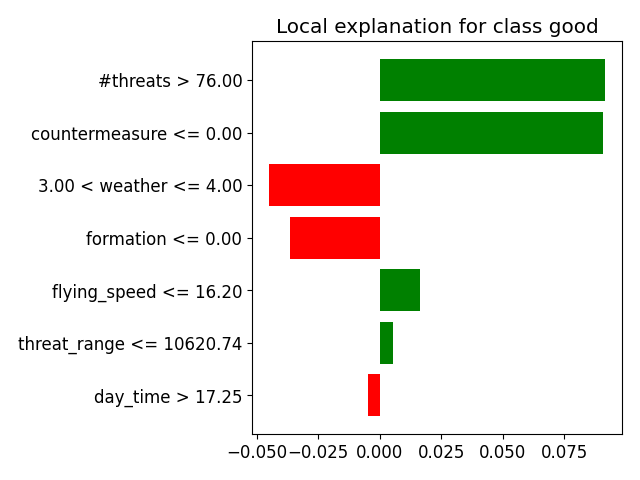 Local explanation for class good
#threats > 76.00
countermeasure <= 0.00
3.00 < weather <= 4.00
formation <= 0.00
flying_speed <= 16.20
threat_range <= 10620.74
day_time > 17.25
−0.050 −0.025 0.000 0.025 0.050 0.075